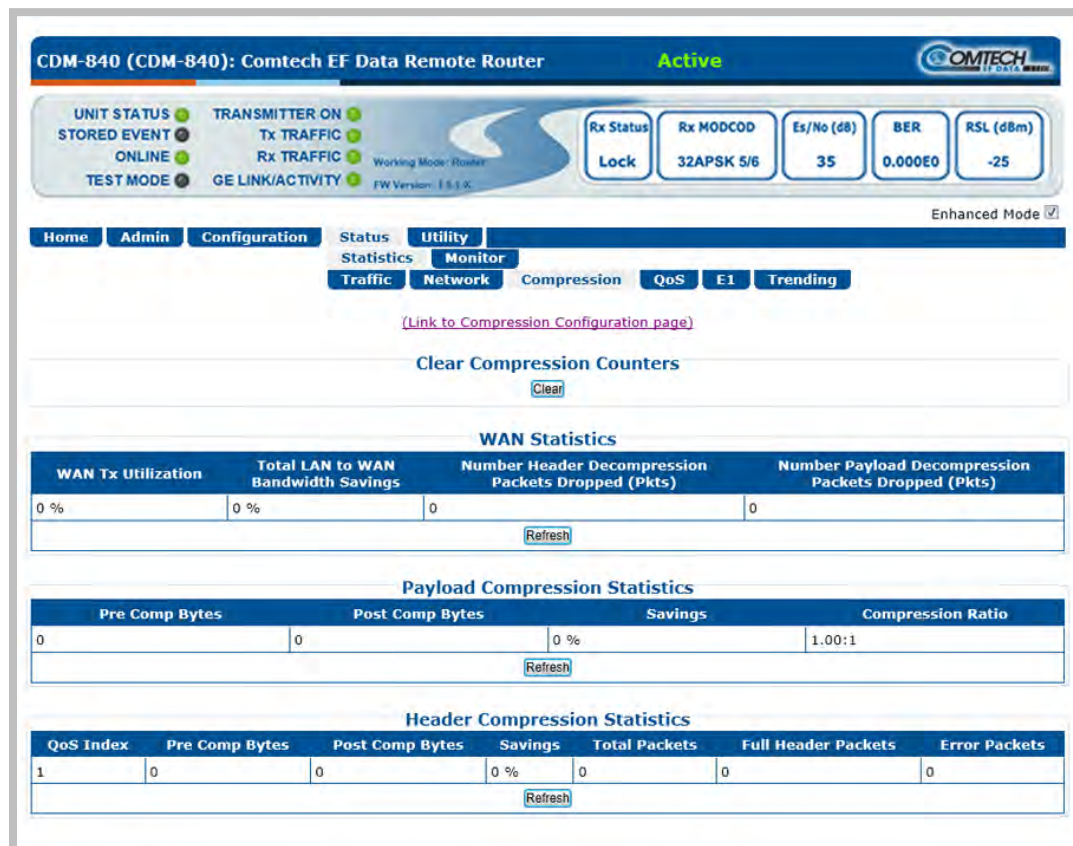 CDM-840 (CDM-840): Comtech EF Data Remote Router Active COMTECH
EF DATA
UNIT STATUS TRANSMITTER ON
STORED EVENT Tx TRAFFIC
ONLINE Rx TRAFFIC Working Mode: Router
TEST MODE GE LINK/ACTIVITY FW Version:
Rx Status Rx MODCOD Es/No (dB) BER RSL (dBm)
Lock 32APSK 5/6 35 0.000E0 -25
Enhanced Mode
Home Admin Configuration Status Utility
Statistics Monitor
Traffic Network Compression QoS E1 Trending
(Link to Compression Configuration page)
Clear Compression Counters
Clear
WAN Statistics
WAN Tx Utilization Total LAN to WAN Bandwidth Savings Number Header Decompression Packets Dropped (Pkts) Number Payload Decompression Packets Dropped (Pkts)
0 % 0 % 0 0
Refresh
Payload Compression Statistics
Pre Comp Bytes Post Comp Bytes Savings Compression Ratio
0 0 0 % 1.00:1
Refresh
Header Compression Statistics
QoS Index Pre Comp Bytes Post Comp Bytes Savings Total Packets Full Header Packets Error Packets
1 0 0 0 % 0 0 0
Refresh